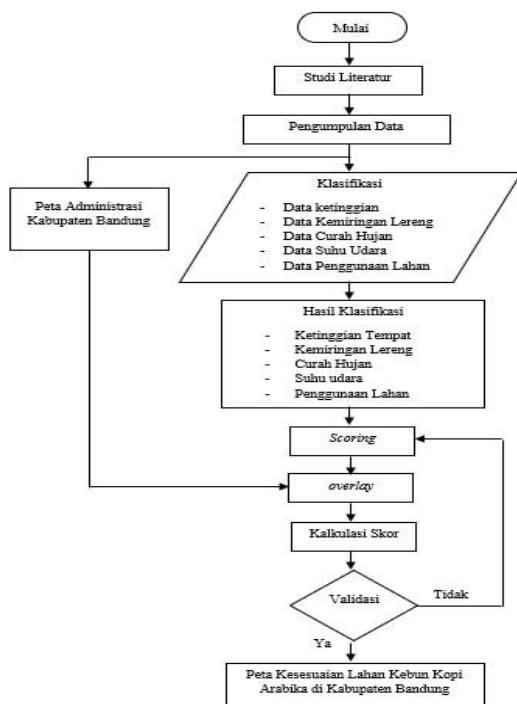 Mulai
Studi Literatur
Pengumpulan Data
Peta Administrasi
Kabupaten Bandung
Klasifikasi
- Data ketinggian
- Data Kemiringan Lereng
- Data Curah Hujan
- Data Suhu Udara
- Data Penggunaan Lahan
Hasil Klasifikasi
- Ketinggian Tempat
- Kemiringan Lereng
- Curah Hujan
- Suhu udara
- Penggunaan Lahan
Scoring
overlay
Kalkulasi Skor
Validasi
Tidak
Ya
Peta Kesesuaian Lahan Kebun Kopi
Arabika di Kabupaten Bandung